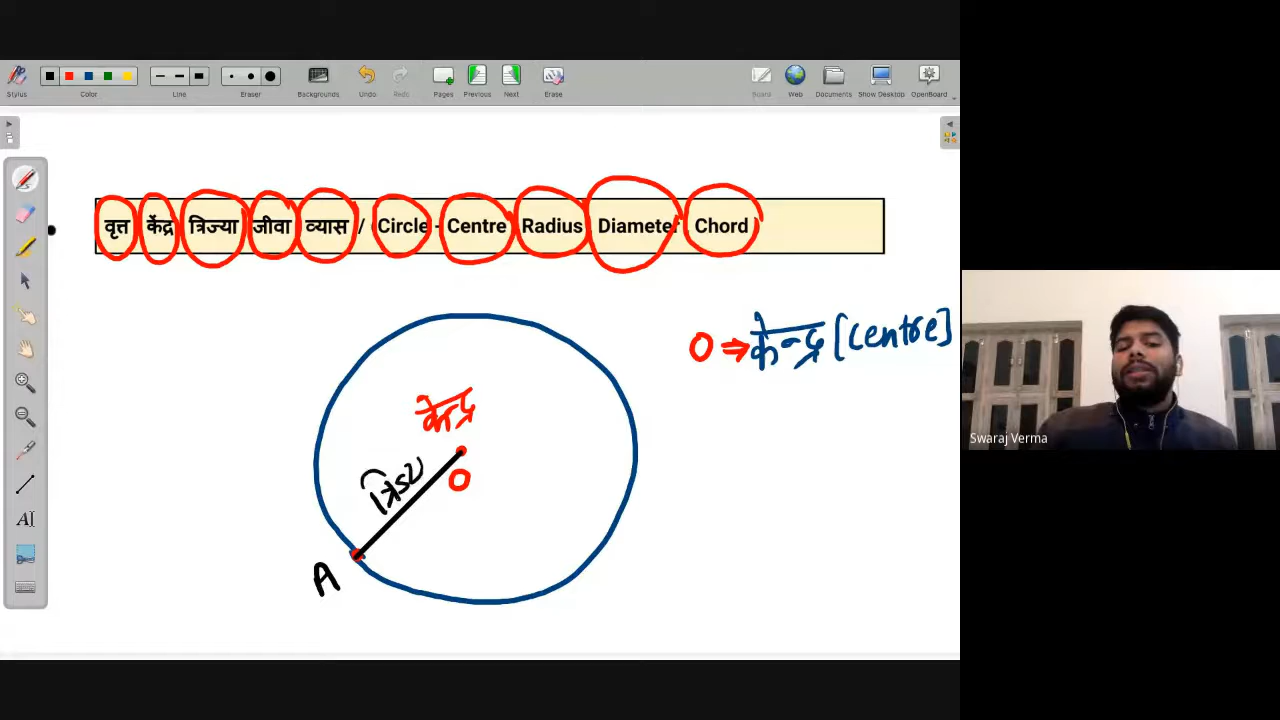 Stylus Color Line Eraser Backgrounds Undo Redo Pages Previous Next Erase Board Web Documents Show Desktop OpenBoard
वृत्त केंद्र त्रिज्या जीवा व्यास / Circle - Centre Radius Diameter Chord
O ⇒ केन्द्र [Centre]
केन्द्र
त्रिज्या
O
A
Swaraj Verma